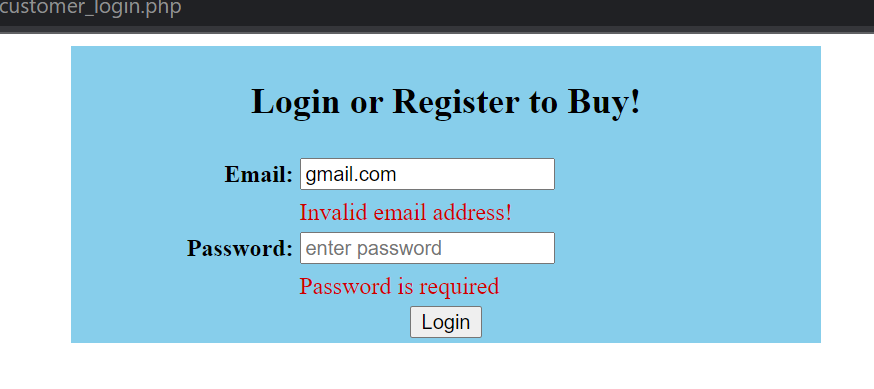 customer_login.php
Login or Register to Buy!
Email: gmail.com
Invalid email address!
Password: enter password
Password is required
Login